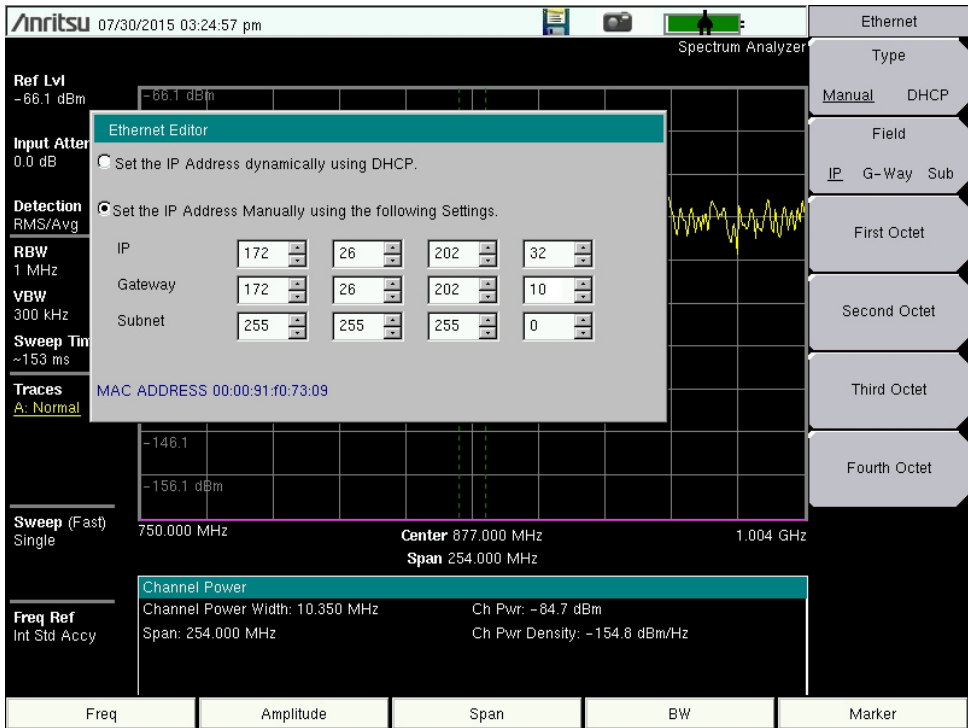 /inritsu 07/30/2015 03:24:57 pm
Spectrum Analyzer
Ref Lvl
-66.1 dBm
Input Atten
0.0 dB
Detection
RMS/Avg
RBW
1 MHz
VBW
300 kHz
Sweep Tim
~153 ms
Traces
A: Normal
Sweep (Fast)
Single
Freq Ref
Int Std Accy
-66.1 dBm
Ethernet Editor
Set the IP Address dynamically using DHCP.
Set the IP Address Manually using the following Settings.
IP 172 26 202 32
Gateway 172 26 202 10
Subnet 255 255 255 0
MAC ADDRESS 00:00:91:f0:73:09
-146.1
-156.1 dBm
750.000 MHz Center 877.000 MHz 1.004 GHz
Span 254.000 MHz
Channel Power
Channel Power Width: 10.350 MHz Ch Pwr: -84.7 dBm
Span: 254.000 MHz Ch Pwr Density: -154.8 dBm/Hz
Ethernet
Type
Manual DHCP
Field
IP G-Way Sub
First Octet
Second Octet
Third Octet
Fourth Octet
Freq Amplitude Span BW Marker